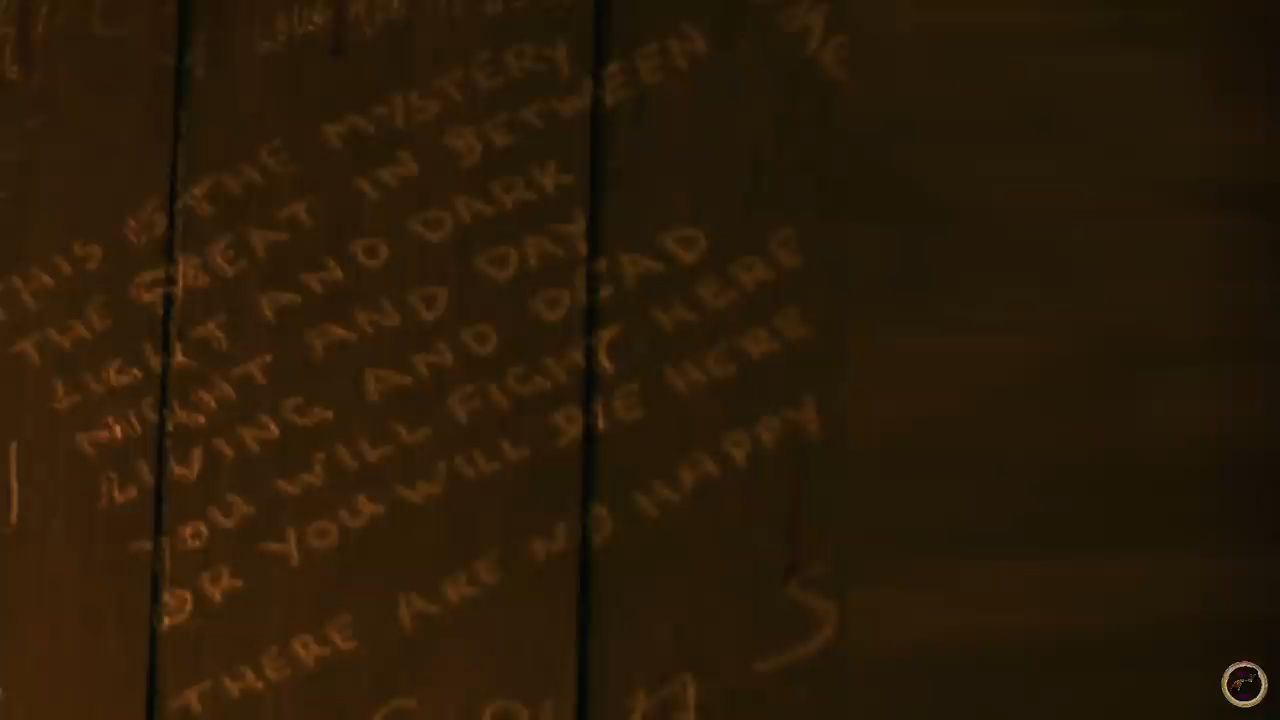 THIS IS THE MYSTERY
THE GREAT IN BETWEEN
LIGHT AND DARK
NIGHT AND DAY
LIVING AND DEAD
YOU WILL FIGHT HERE
OR YOU WILL DIE HERE
THERE ARE NO HAPPY